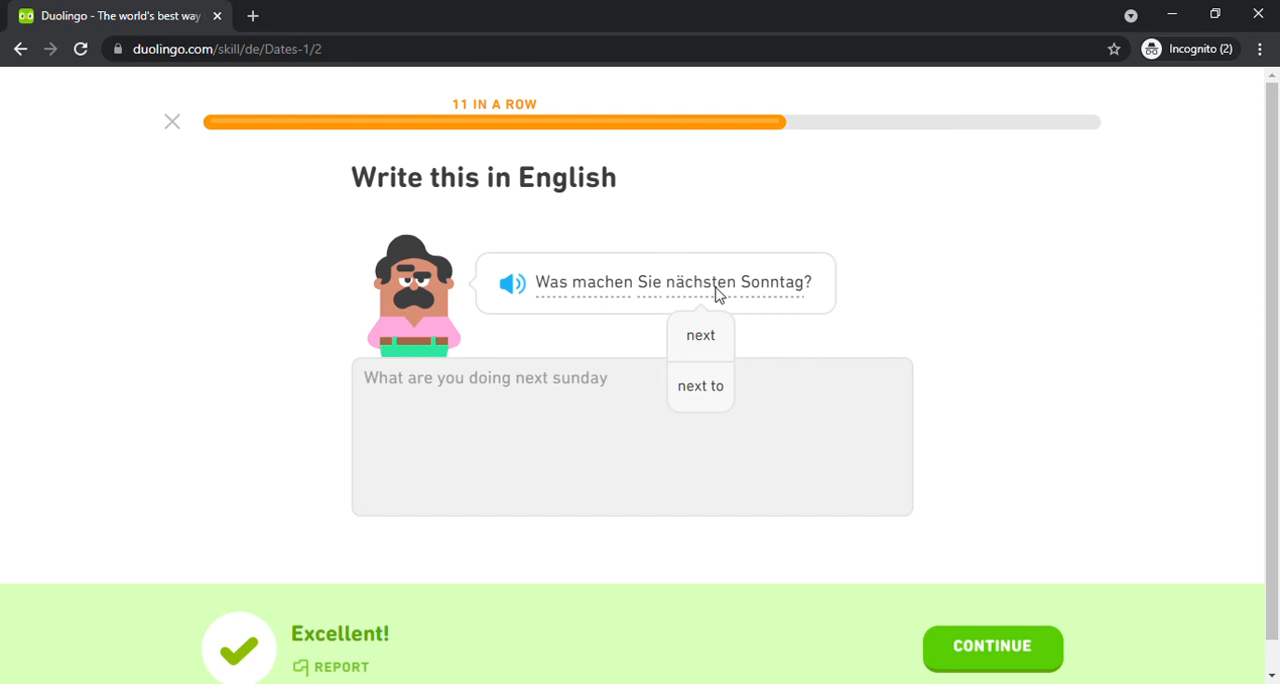 Duolingo - The world's best way
duolingo.com/skill/de/Dates-1/2
Incognito (2)
11 IN A ROW
Write this in English
Was machen Sie nächsten Sonntag?
next
next to
What are you doing next sunday
Excellent!
REPORT
CONTINUE